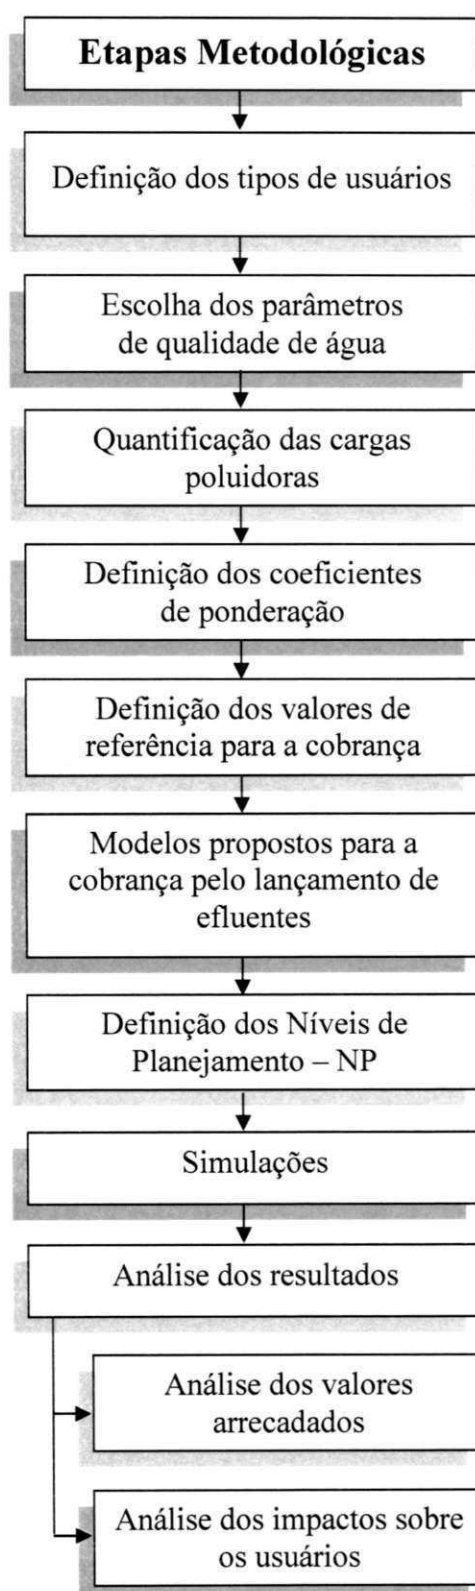 Etapas Metodológicas
Definição dos tipos de usuários
Escolha dos parâmetros
de qualidade de água
Quantificação das cargas
poluidoras
Definição dos coeficientes
de ponderação
Definição dos valores de
referência para a cobrança
Modelos propostos para a
cobrança pelo lançamento de
efluentes
Definição dos Níveis de
Planejamento – NP
Simulações
Análise dos resultados
Análise dos valores
arrecadados
Análise dos impactos sobre
os usuários